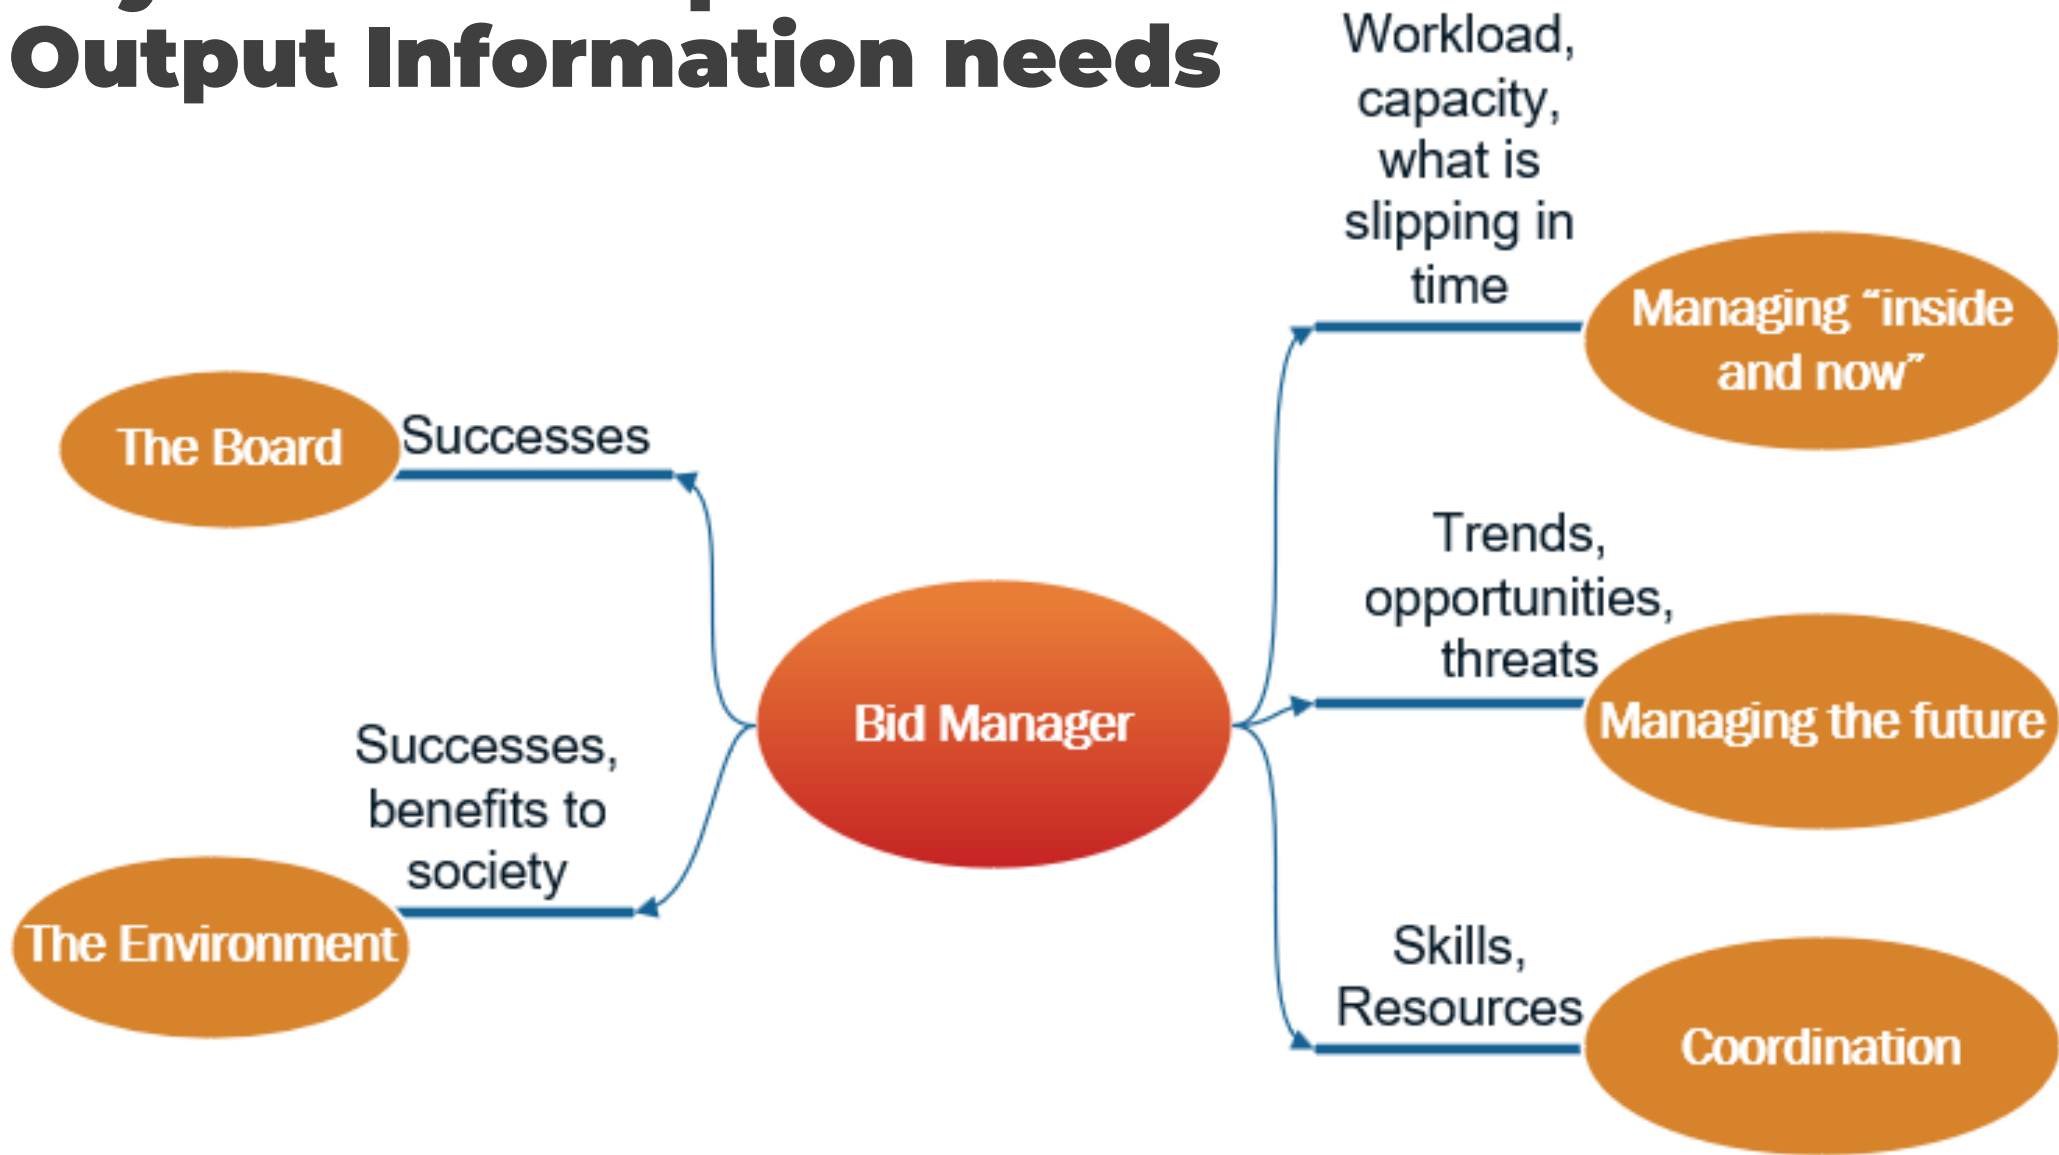 Output Information needs
Workload,
capacity,
what is
slipping in
time
Managing “inside
and now”
The Board
Successes
Trends,
opportunities,
threats
Managing the future
Bid Manager
Successes,
benefits to
society
The Environment
Skills,
Resources
Coordination